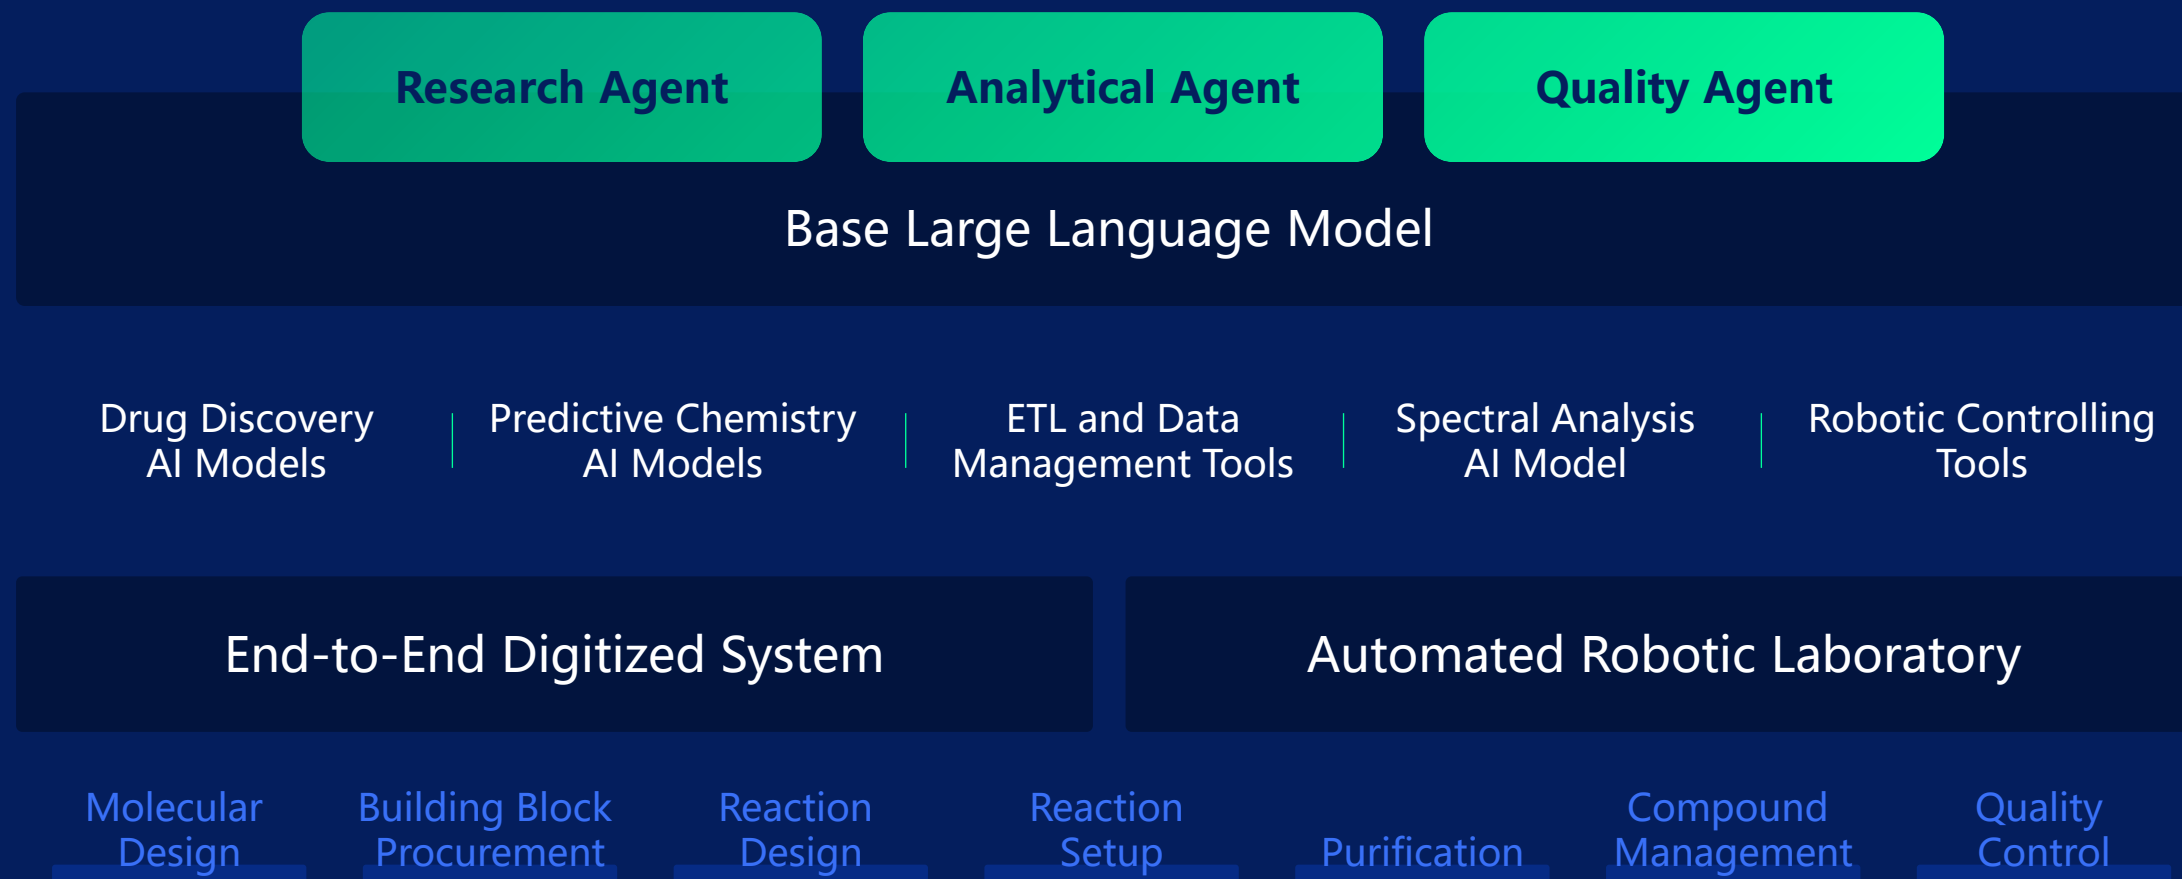 Research Agent
Analytical Agent
Quality Agent
Base Large Language Model
Drug Discovery
AI Models
Predictive Chemistry
AI Models
ETL and Data
Management Tools
Spectral Analysis
AI Model
Robotic Controlling
Tools
End-to-End Digitized System
Automated Robotic Laboratory
Molecular
Design
Building Block
Procurement
Reaction
Design
Reaction
Setup
Purification
Compound
Management
Quality
Control